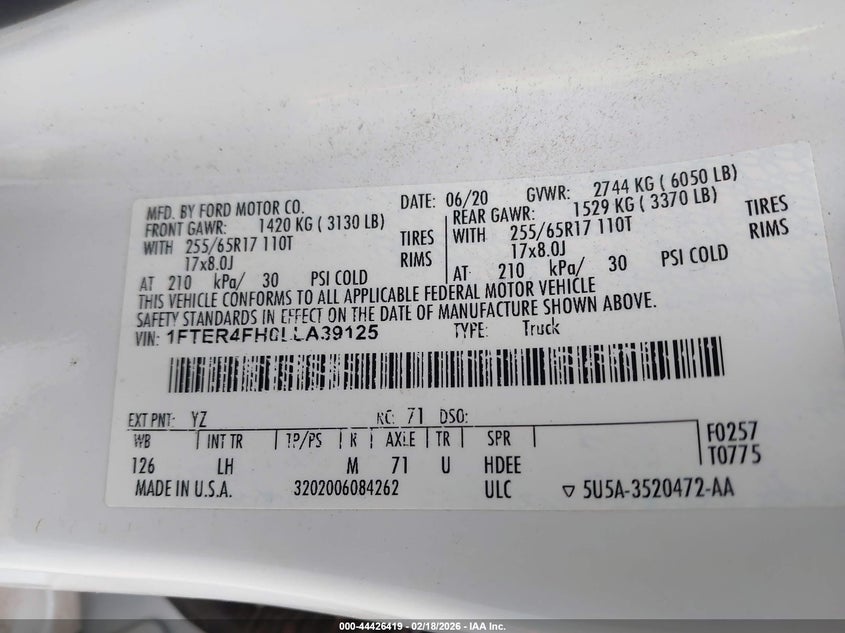 MFD. BY FORD MOTOR CO. DATE: 06/20 GVWR: 2744 KG ( 6050 LB)
FRONT GAWR: 1420 KG ( 3130 LB) REAR GAWR: 1529 KG ( 3370 LB)
WITH 255/65R17 110T TIRES WITH 255/65R17 110T TIRES
17x8.0J RIMS 17x8.0J RIMS
AT 210 kPa/ 30 PSI COLD AT 210 kPa/ 30 PSI COLD
THIS VEHICLE CONFORMS TO ALL APPLICABLE FEDERAL MOTOR VEHICLE
SAFETY STANDARDS IN EFFECT ON THE DATE OF MANUFACTURE SHOWN ABOVE.
VIN: 1FTER4FH0LLA39125 TYPE: Truck
EXT PNT: YZ RC: 71 DSO:
WB INT TR TP/PS R AXLE TR SPR F0257
126 LH M 71 U HDEE T0775
MADE IN U.S.A. 3202006084262 ULC ▽ 5U5A-3520472-AA
000-44426419 - 02/18/2026 - IAA Inc.